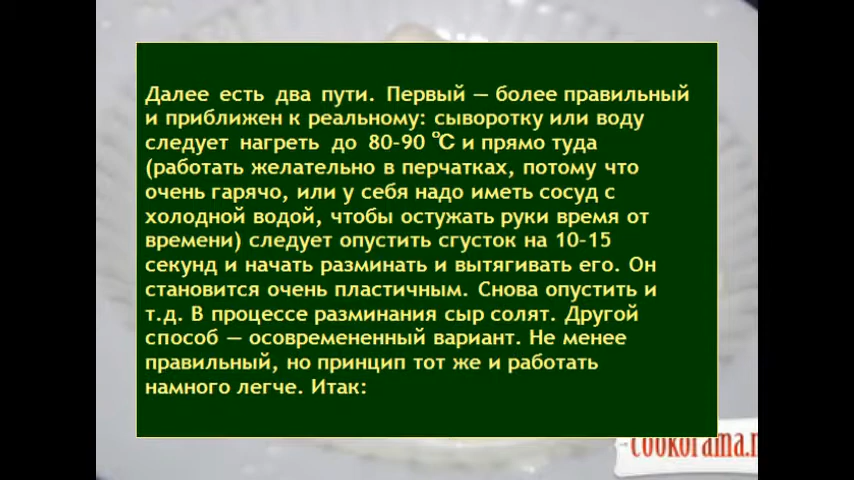 Далее есть два пути. Первый — более правильный
и приближен к реальному: сыворотку или воду
следует нагреть до 80-90 ℃ и прямо туда
(работать желательно в перчатках, потому что
очень гарячо, или у себя надо иметь сосуд с
холодной водой, чтобы остужать руки время от
времени) следует опустить сгусток на 10-15
секунд и начать разминать и вытягивать его. Он
становится очень пластичным. Снова опустить и
т.д. В процессе разминания сыр солят. Другой
способ — осовремененный вариант. Не менее
правильный, но принцип тот же и работать
намного легче. Итак: